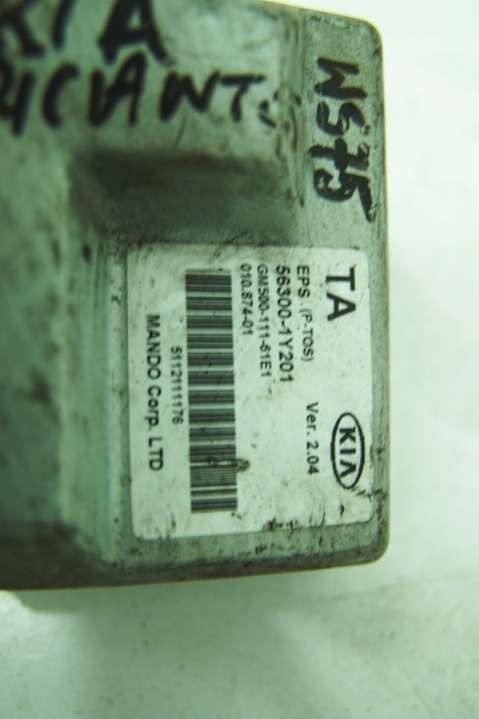 KIA
WS75
TA
EPS (P-TOS) Ver. 2.04
56300-1Y201
GM500-111-61E1
010.874-01
5112111176
MANDO Corp. LTD
KIA